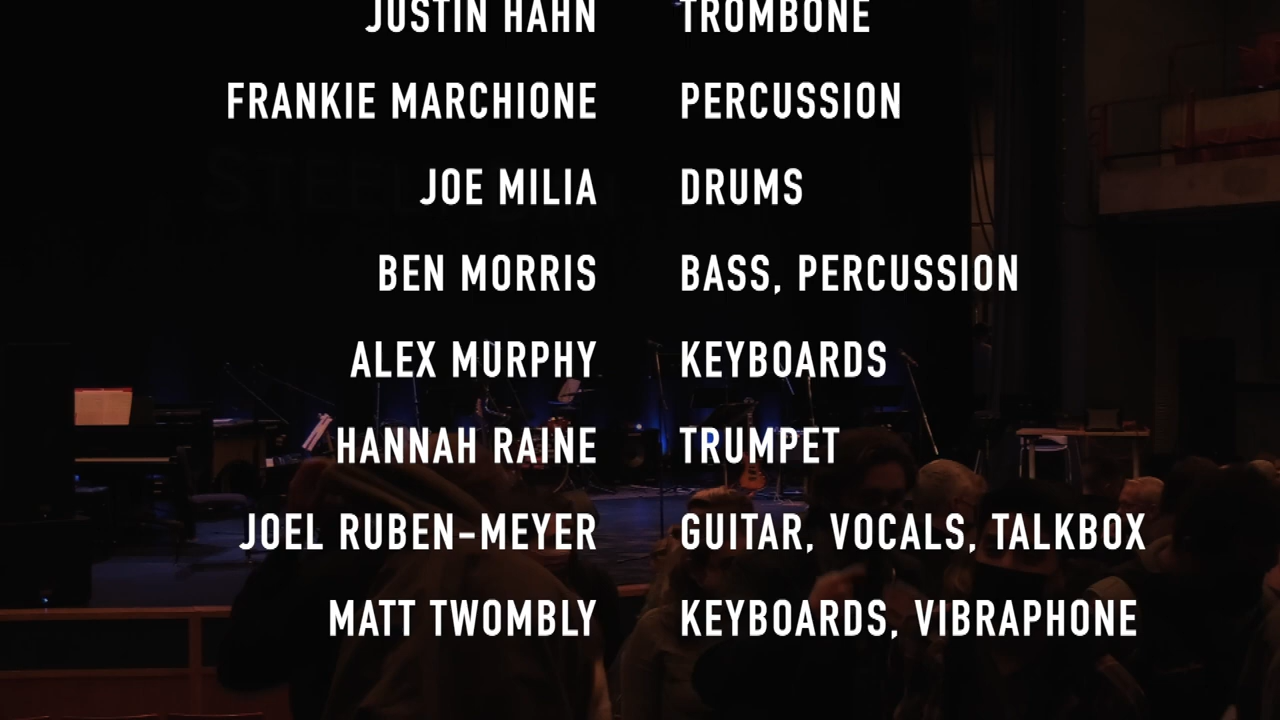 JUSTIN HAHN TROMBONE
FRANKIE MARCHIONE PERCUSSION
JOE MILIA DRUMS
BEN MORRIS BASS, PERCUSSION
ALEX MURPHY KEYBOARDS
HANNAH RAINE TRUMPET
JOEL RUBEN-MEYER GUITAR, VOCALS, TALKBOX
MATT TWOMBLY KEYBOARDS, VIBRAPHONE